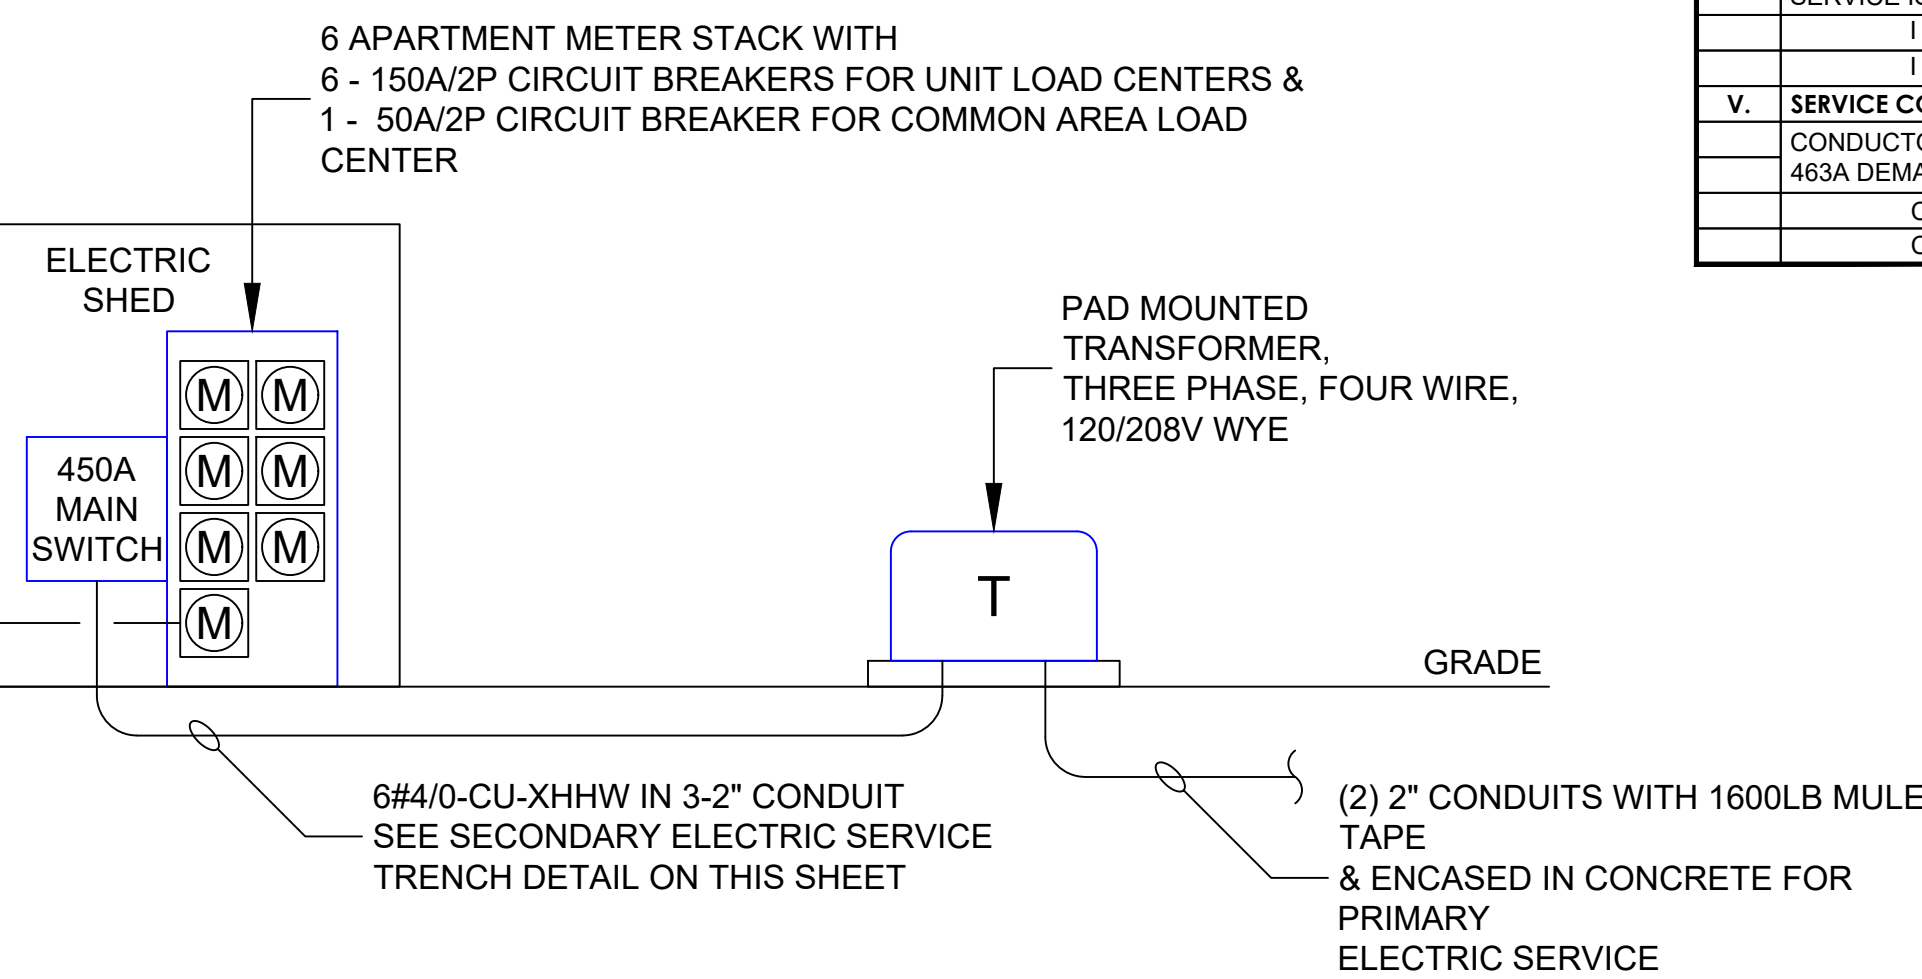 6 APARTMENT METER STACK WITH
6 - 150A/2P CIRCUIT BREAKERS FOR UNIT LOAD CENTERS &
1 -  50A/2P CIRCUIT BREAKER FOR COMMON AREA LOAD
CENTER
V.
SERVICE
463A
ELECTRIC
SHED
M M
M M
M M
M
450A
MAIN
SWITCH
PAD MOUNTED
TRANSFORMER,
THREE PHASE, FOUR WIRE,
120/208V WYE
T
GRADE
6#4/0-CU-XHHW IN 3-2" CONDUIT
SEE SECONDARY ELECTRIC SERVICE
TRENCH DETAIL ON THIS SHEET
(2) 2" CONDUITS WITH 1600LB MULE
TAPE
& ENCASED IN CONCRETE FOR
PRIMARY
ELECTRIC SERVICE